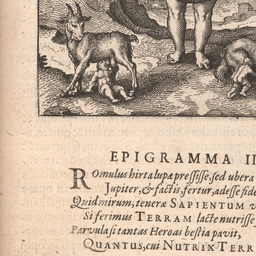 EPIGRAMMA II
Romulus hirta lupæ pressisse, sed ubera
Jupiter, & factis, fertur, adesse fide
Quid mirum, teneræ SAPIENTUM v
Si ferimus TERRAM lacte nutrisse
Parvula si tantas Heroas bestia pavit,
QUANTUS, cui NUTRIX TERR